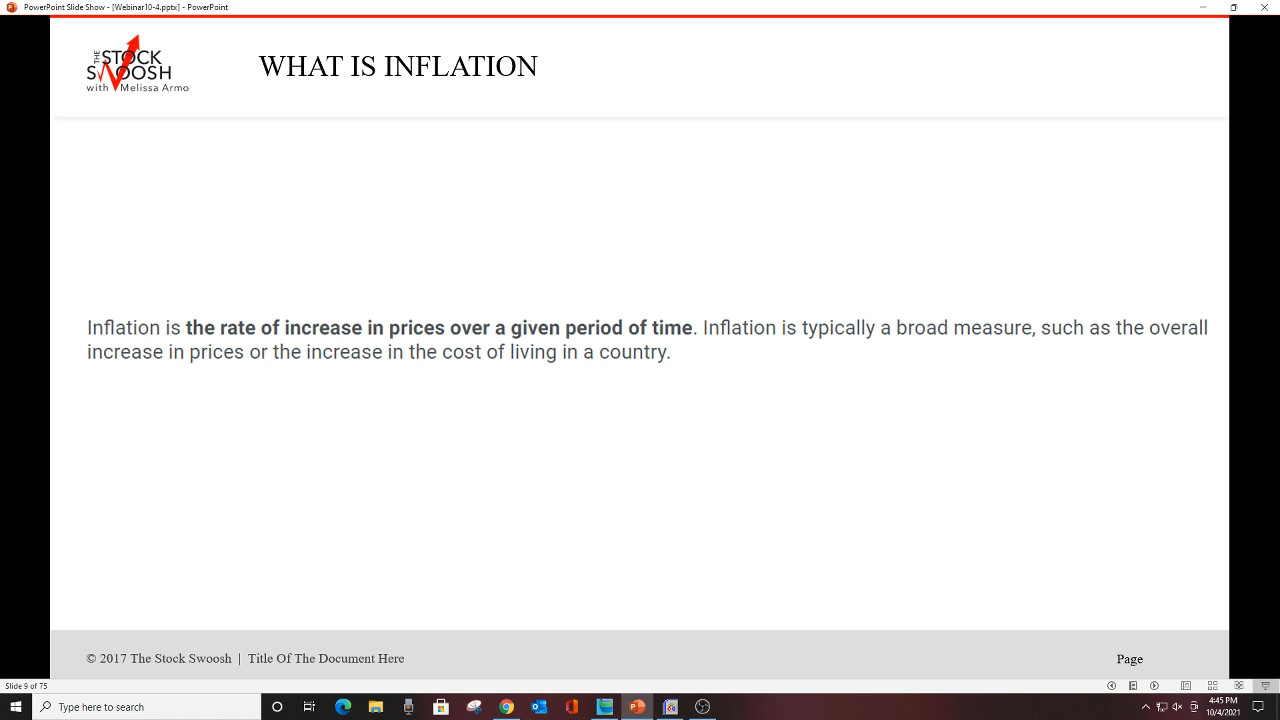 PowerPoint Slide Show - [Webinar10-4.pptx] - PowerPoint
THE STOCK
SWOOSH
with Melissa Armo
WHAT IS INFLATION
Inflation is the rate of increase in prices over a given period of time. Inflation is typically a broad measure, such as the overall
increase in prices or the increase in the cost of living in a country.
© 2017 The Stock Swoosh | Title Of The Document Here
Page
Slide 9 of 75
Type here to search
4:45 PM
10/4/2021